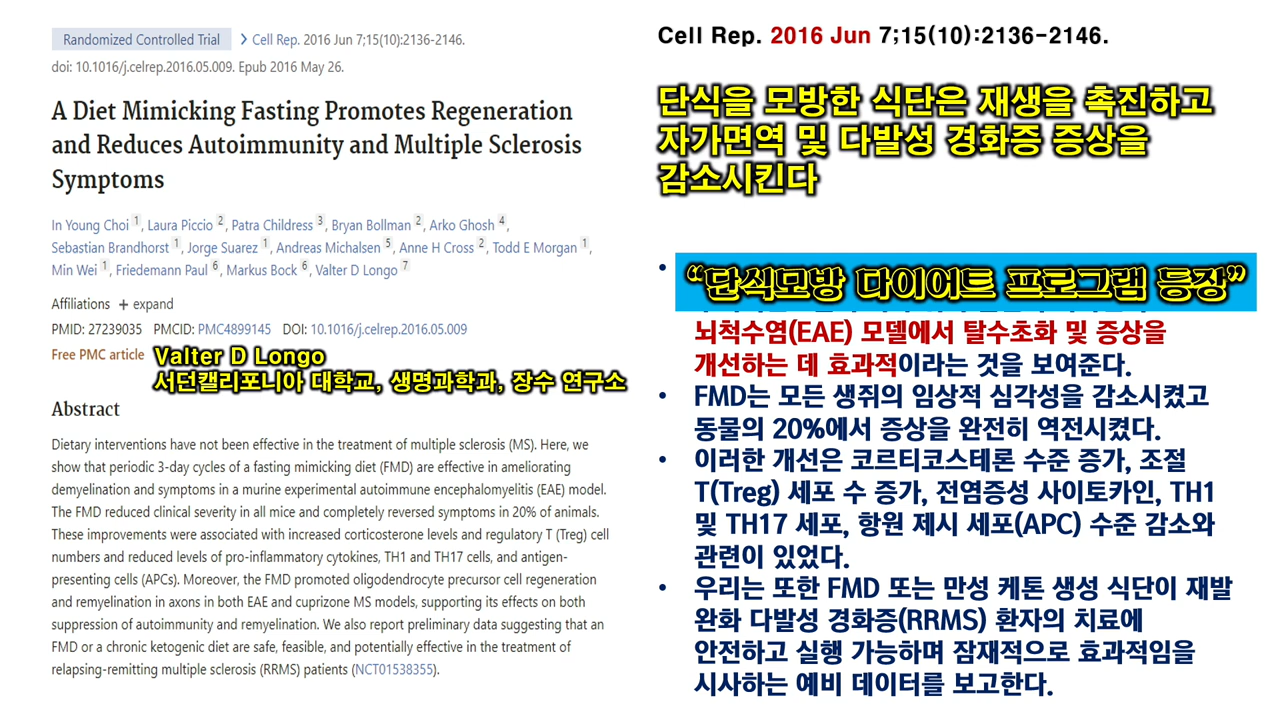 Randomized Controlled Trial > Cell Rep. 2016 Jun 7;15(10):2136-2146.
doi: 10.1016/j.celrep.2016.05.009. Epub 2016 May 26.
A Diet Mimicking Fasting Promotes Regeneration
and Reduces Autoimmunity and Multiple Sclerosis
Symptoms
In Young Choi 1, Laura Piccio 2, Patra Childress 3, Bryan Bollman 2, Arko Ghosh 4,
Sebastian Brandhorst 1, Jorge Suarez 1, Andreas Michalsen 5, Anne H Cross 2, Todd E Morgan 1,
Min Wei 1, Friedemann Paul 6, Markus Bock 6, Valter D Longo 7
Affiliations + expand
PMID: 27239035 PMCID: PMC4899145 DOI: 10.1016/j.celrep.2016.05.009
Free PMC article
Valter D Longo
서던캘리포니아 대학교, 생명과학과, 장수 연구소
Abstract
Dietary interventions have not been effective in the treatment of multiple sclerosis (MS). Here, we
show that periodic 3-day cycles of a fasting mimicking diet (FMD) are effective in ameliorating
demyelination and symptoms in a murine experimental autoimmune encephalomyelitis (EAE) model.
The FMD reduced clinical severity in all mice and completely reversed symptoms in 20% of animals.
These improvements were associated with increased corticosterone levels and regulatory T (Treg) cell
numbers and reduced levels of pro-inflammatory cytokines, TH1 and TH17 cells, and antigen-
presenting cells (APCs). Moreover, the FMD promoted oligodendrocyte precursor cell regeneration
and remyelination in axons in both EAE and cuprizone MS models, supporting its effects on both
suppression of autoimmunity and remyelination. We also report preliminary data suggesting that an
FMD or a chronic ketogenic diet are safe, feasible, and potentially effective in the treatment of
relapsing-remitting multiple sclerosis (RRMS) patients (NCT01538355).
Cell Rep. 2016 Jun 7;15(10):2136-2146.
단식을 모방한 식단은 재생을 촉진하고
자가면역 및 다발성 경화증 증상을
감소시킨다
• “단식모방 다이어트 프로그램 등장”
뇌척수염(EAE) 모델에서 탈수초화 및 증상을
개선하는 데 효과적이라는 것을 보여준다.
• FMD는 모든 생쥐의 임상적 심각성을 감소시켰고
동물의 20%에서 증상을 완전히 역전시켰다.
• 이러한 개선은 코르티코스테론 수준 증가, 조절
T(Treg) 세포 수 증가, 전염증성 사이토카인, TH1
및 TH17 세포, 항원 제시 세포(APC) 수준 감소와
관련이 있었다.
• 우리는 또한 FMD 또는 만성 케톤 생성 식단이 재발
완화 다발성 경화증(RRMS) 환자의 치료에
안전하고 실행 가능하며 잠재적으로 효과적임을
시사하는 예비 데이터를 보고한다.